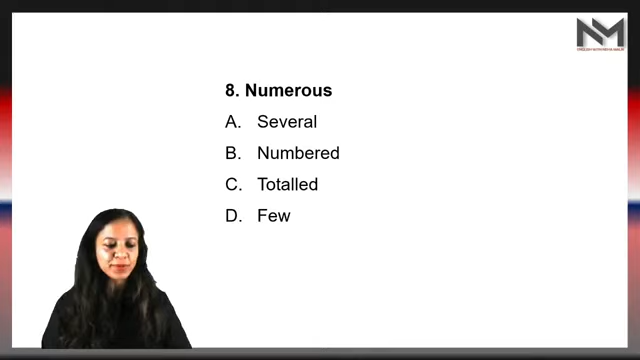 8. Numerous
A. Several
B. Numbered
C. Totalled
D. Few